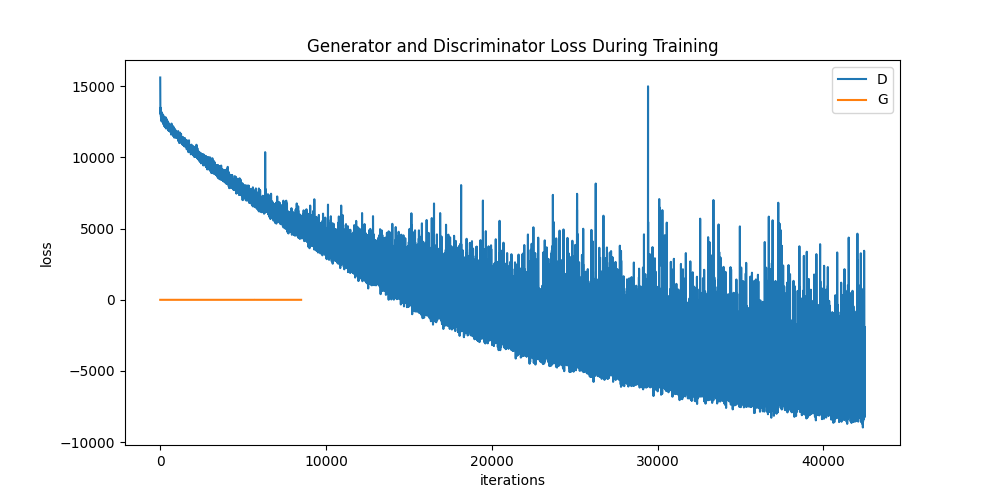 Generator and Discriminator Loss During Training
D
G
15000
10000
5000
0
−5000
−10000
loss
0
10000
20000
30000
40000
iterations